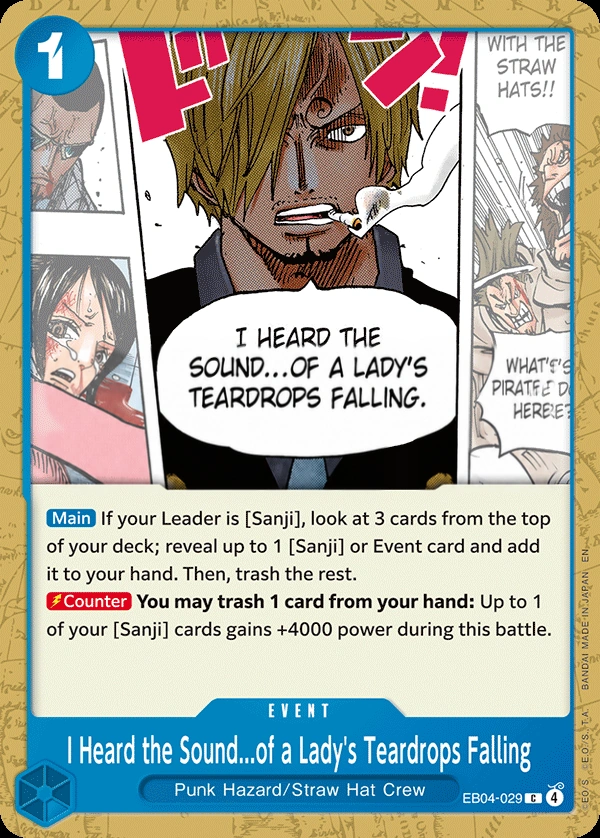 1
ドン!
WITH THE
STRAW
HATS!!
I HEARD THE
SOUND...OF A LADY'S
TEARDROPS FALLING.
WHAT'S
PIRATE
HERE?
Main If your Leader is [Sanji], look at 3 cards from the top
of your deck; reveal up to 1 [Sanji] or Event card and add
it to your hand. Then, trash the rest.
Counter You may trash 1 card from your hand: Up to 1
of your [Sanji] cards gains +4000 power during this battle.
EVENT
I Heard the Sound...of a Lady's Teardrops Falling
Punk Hazard/Straw Hat Crew
EB04-029 C 4
©E.O.S. ©E.O./S.,T.A. BANDAI MADE IN JAPAN EN